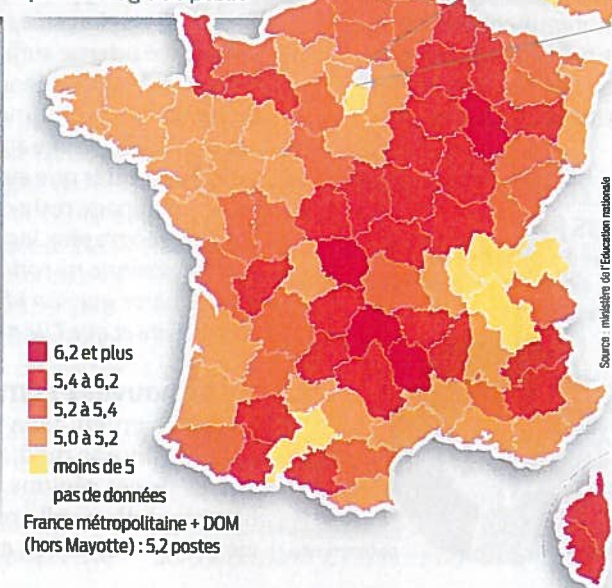 6,2 et plus
5,4 à 6,2
5,2 à 5,4
5,0 à 5,2
moins de 5
pas de données
France métropolitaine + DOM
(hors Mayotte) : 5,2 postes
Source : ministère de l'Éducation nationale